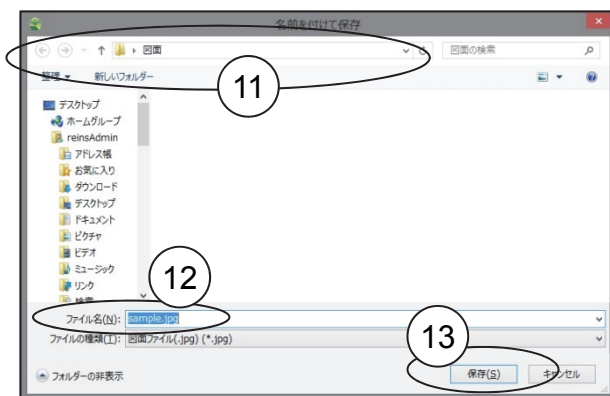 名前を付けて保存
図面
図面の検索
整理 新しいフォルダー
11
デスクトップ
ホームグループ
reinsAdmin
アドレス帳
お気に入り
ダウンロード
デスクトップ
ドキュメント
ピクチャ
ビデオ
ミュージック
リンク
検索
12
ファイル名(N): sample.jpg
ファイルの種類(T): 図面ファイル(.jpg) (*.jpg)
13
フォルダーの非表示
保存(S)
キャンセル